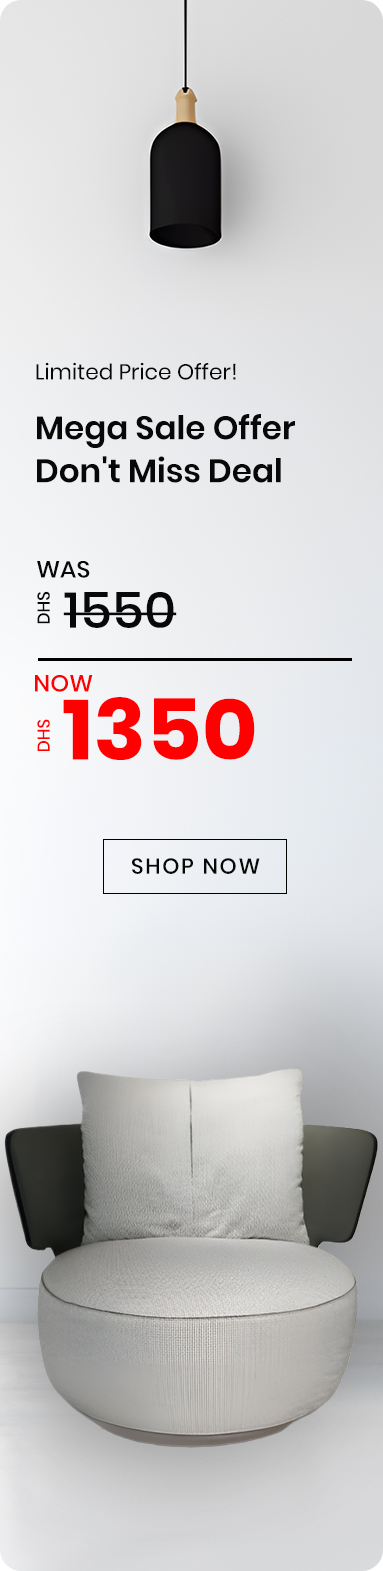 Limited Price Offer!
Mega Sale Offer
Don't Miss Deal
WAS
DHS 1550
NOW
DHS 1350
SHOP NOW